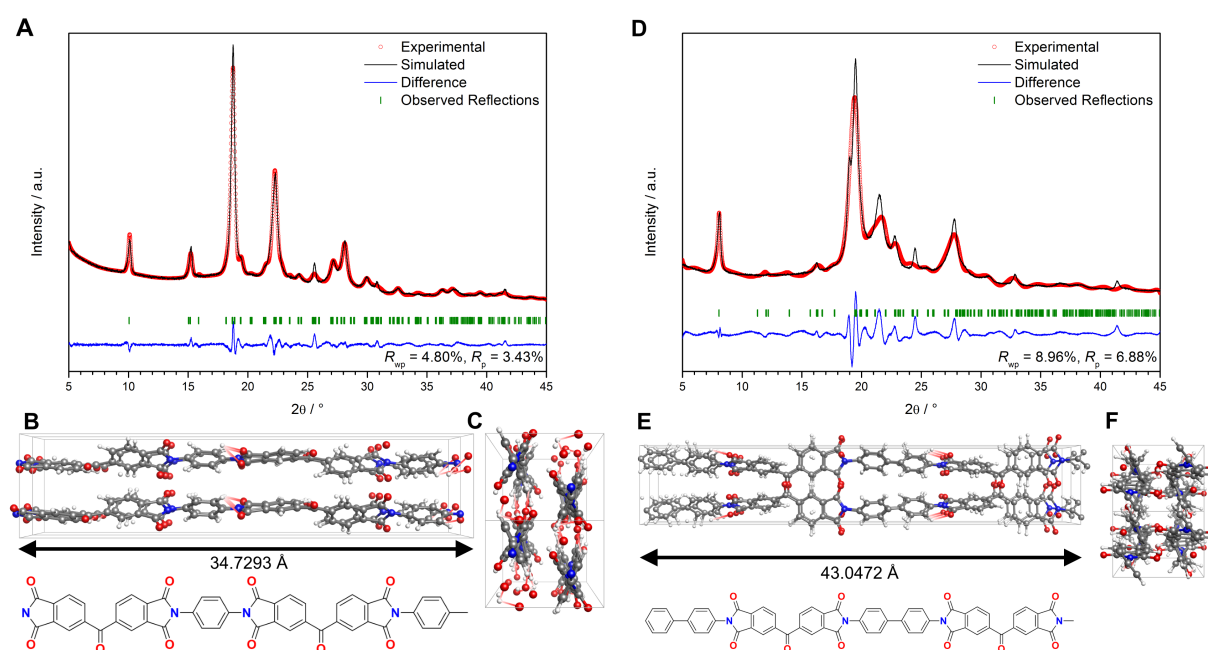 A
Experimental
Simulated
Difference
Observed Reflections
Intensity / a.u.
Rwp = 4.80%, Rp = 3.43%
5 10 15 20 25 30 35 40 45
2θ / °
D
Experimental
Simulated
Difference
Observed Reflections
Intensity / a.u.
Rwp = 8.96%, Rp = 6.88%
5 10 15 20 25 30 35 40 45
2θ / °
B
C
34.7293 Å
O O O O O O O O
N N N N
O O O O O O O O
O O
E
F
43.0472 Å
O O O O O O O O
N N N N
O O O O O O O O
O O